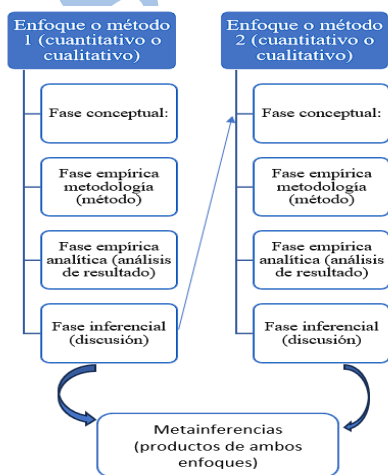 Enfoque o método
1 (cuantitativo o
cualitativo)
Fase conceptual:
Fase empírica
metodología
(método)
Fase empírica
analítica (análisis
de resultado)
Fase inferencial
(discusión)
Enfoque o método
2 (cuantitativo o
cualitativo)
Fase conceptual:
Fase empírica
metodología
(método)
Fase empírica
analítica (análisis
de resultado)
Fase inferencial
(discusión)
Metainferencias
(productos de ambos
enfoques)